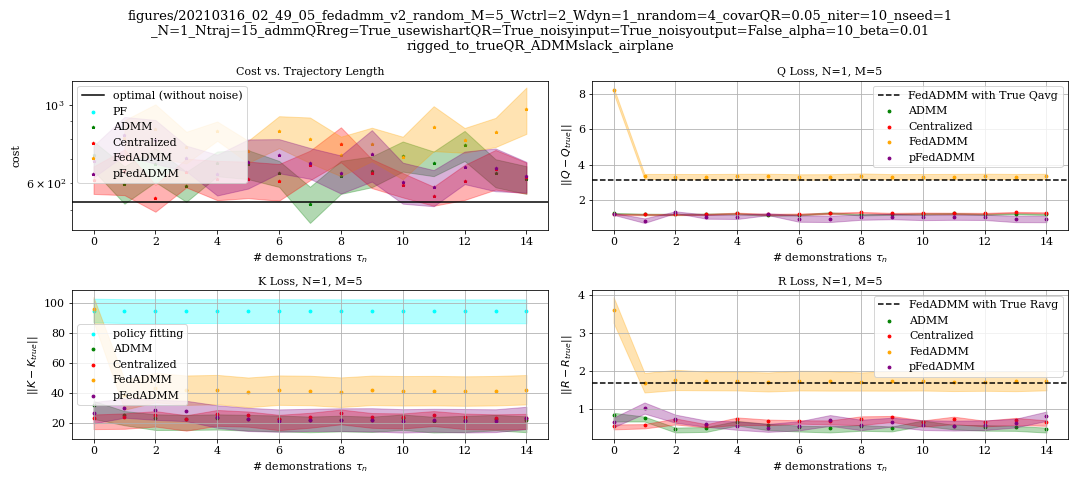 figures/20210316_02_49_05_fedadmm_v2_random_M=5_Wctrl=2_Wdyn=1_nrandom=4_covarQR=0.05_niter=10_nseed=1
_N=1_Ntraj=15_admmQRreg=True_usewishartQR=True_noisyinput=True_noisyoutput=False_alpha=10_beta=0.01
rigged_to_trueQR_ADMMslack_airplane
Cost vs. Trajectory Length
cost
10³
6 × 10²
optimal (without noise)
PF
ADMM
Centralized
FedADMM
pFedADMM
0 2 4 6 8 10 12 14
# demonstrations τₙ
Q Loss, N=1, M=5
||Q − Q_true||
8
6
4
2
FedADMM with True Qavg
ADMM
Centralized
FedADMM
pFedADMM
0 2 4 6 8 10 12 14
# demonstrations τₙ
K Loss, N=1, M=5
||K − K_true||
100
80
60
40
20
policy fitting
ADMM
Centralized
FedADMM
pFedADMM
0 2 4 6 8 10 12 14
# demonstrations τₙ
R Loss, N=1, M=5
||R − R_true||
4
3
2
1
FedADMM with True Ravg
ADMM
Centralized
FedADMM
pFedADMM
0 2 4 6 8 10 12 14
# demonstrations τₙ